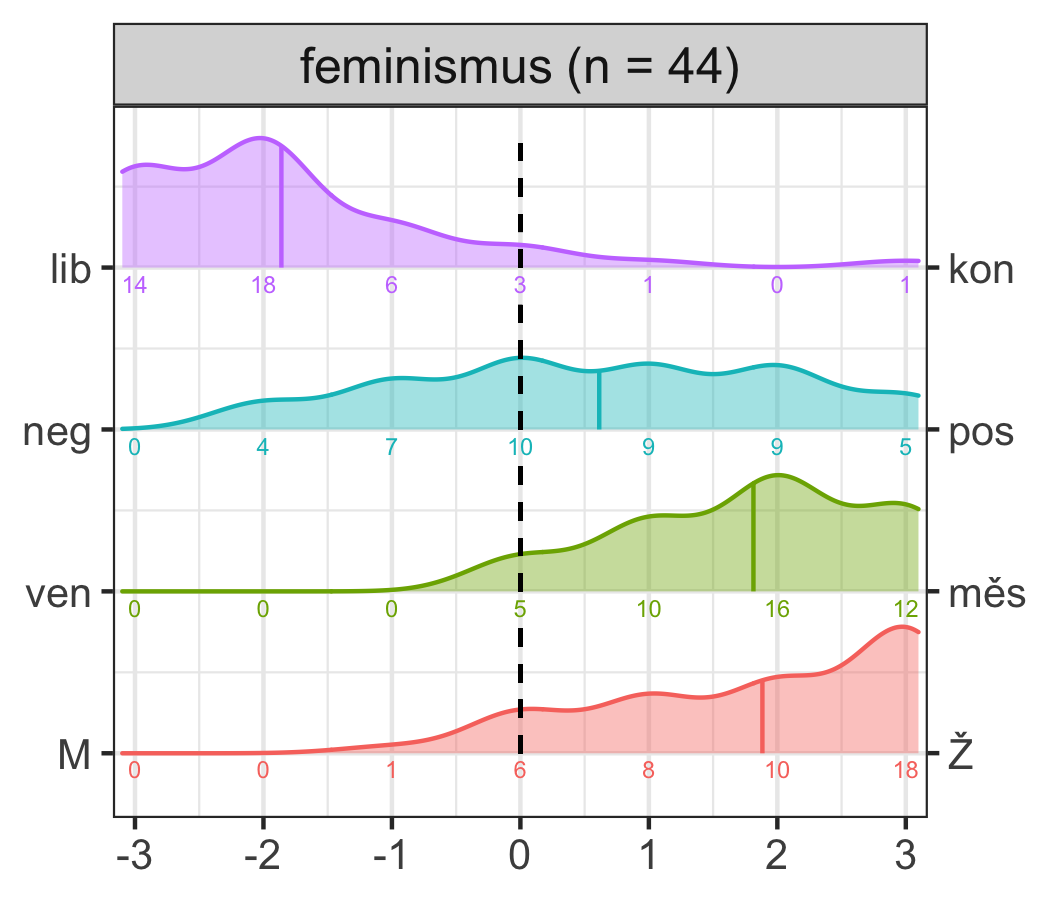 feminismus (n = 44)
lib kon
14 18 6 3 1 0 1
neg pos
0 4 7 10 9 9 5
ven měs
0 0 0 5 10 16 12
M Ž
0 0 1 6 8 10 18
-3 -2 -1 0 1 2 3